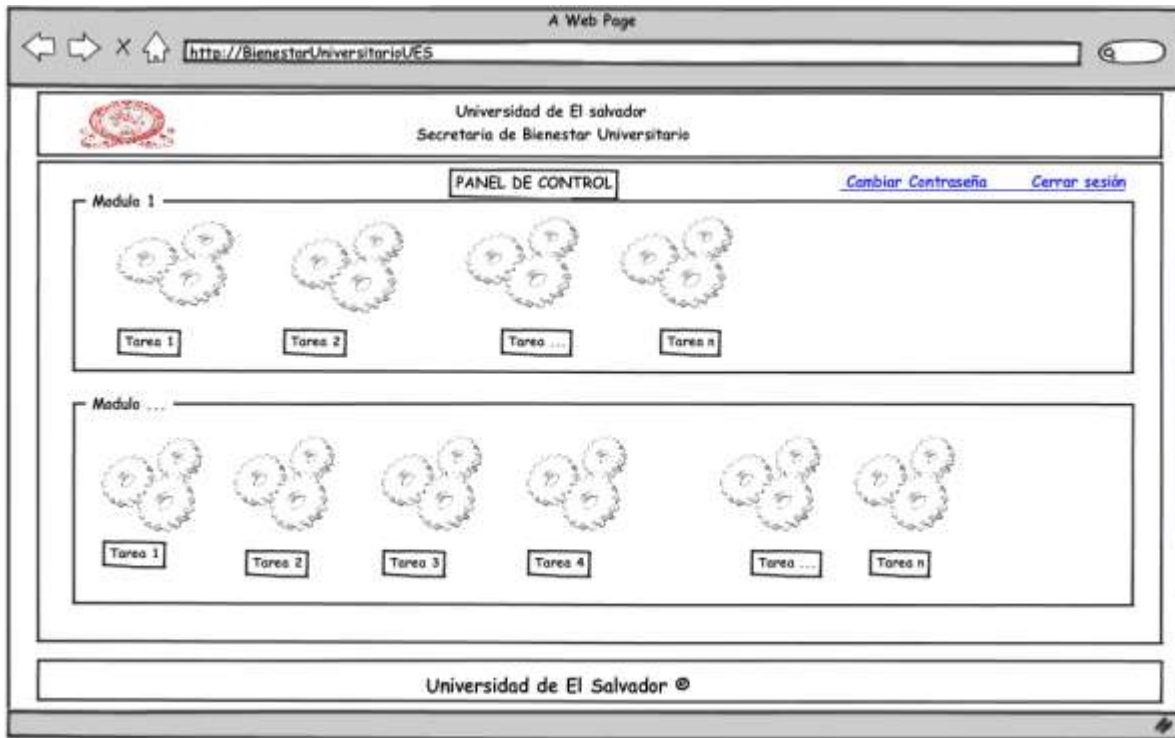 A Web Page
http://BienestarUniversitarioUES
Universidad de El salvador
Secretaria de Bienestar Universitario
PANEL DE CONTROL
Cambiar Contraseña
Cerrar sesión
Modulo 1
Tarea 1
Tarea 2
Tarea ...
Tarea n
Modulo ...
Tarea 1
Tarea 2
Tarea 3
Tarea 4
Tarea ...
Tarea n
Universidad de El Salvador ®